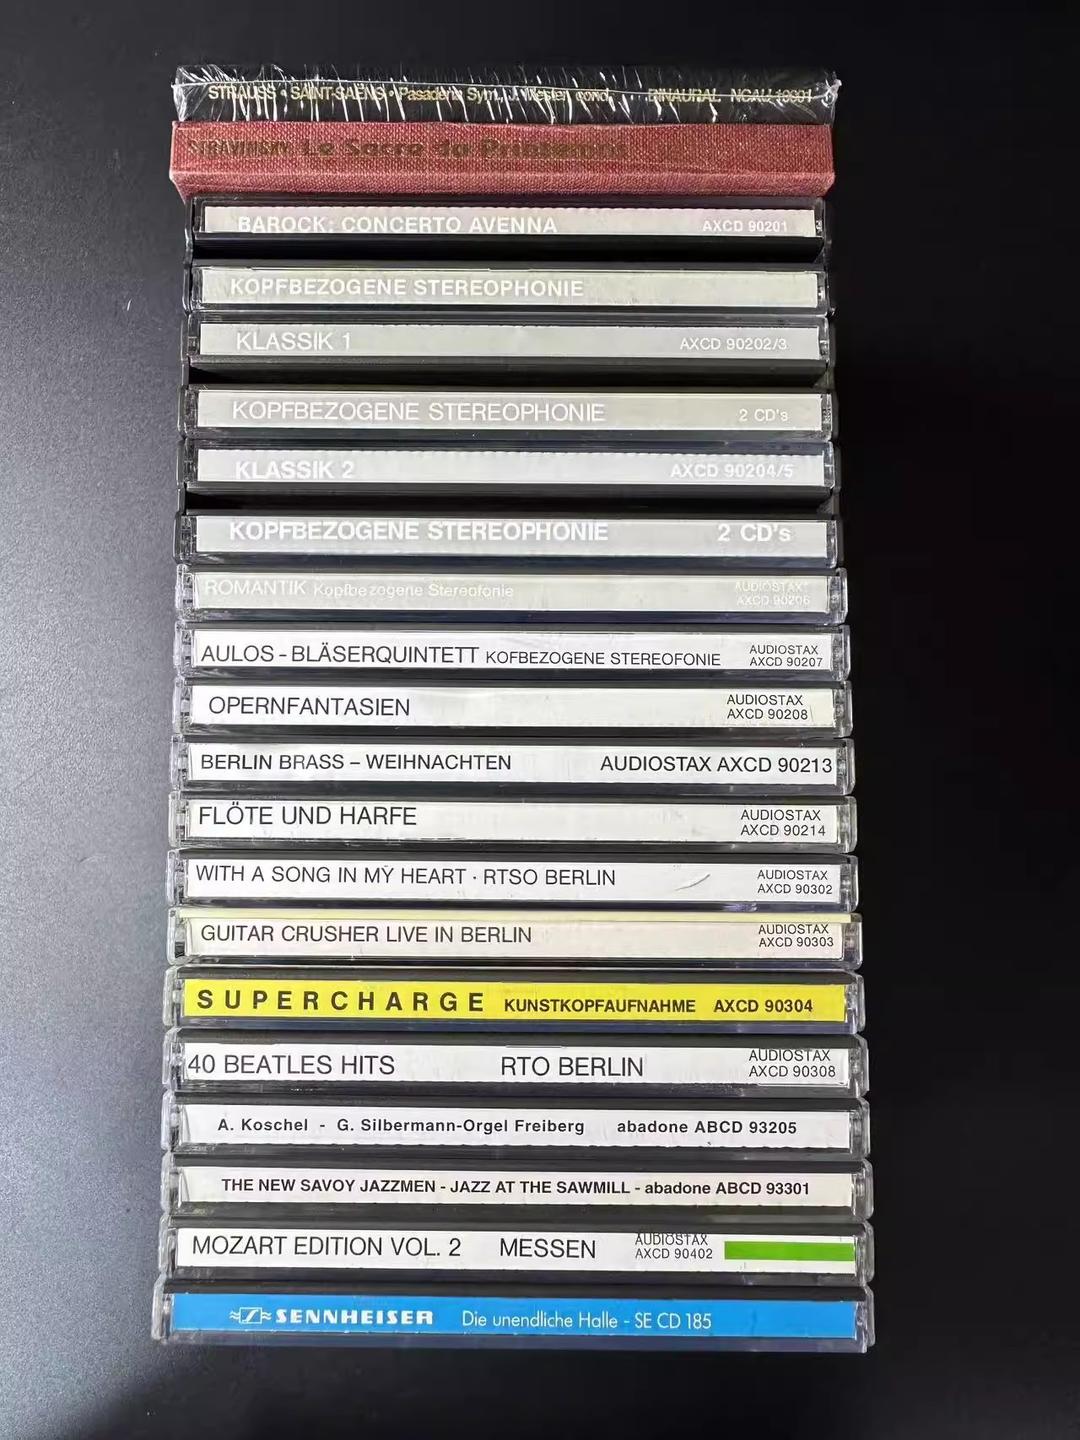 STRAUSS • SAINT-SAËNS • Pasadena Sym., J. Mester, cond. BINAURAL NCAU 10001
STRAVINSKY: Le Sacre du Printemps
BAROCK: CONCERTO AVENNA AXCD 90201
KOPFBEZOGENE STEREOPHONIE
KLASSIK 1 AXCD 90202/3
KOPFBEZOGENE STEREOPHONIE 2 CD's
KLASSIK 2 AXCD 90204/5
KOPFBEZOGENE STEREOPHONIE 2 CD's
ROMANTIK Kopfbezogene Stereofonie AUDIOSTAX
AXCD 90206
AULOS - BLÄSERQUINTETT KOFBEZOGENE STEREOFONIE AUDIOSTAX
AXCD 90207
OPERNFANTASIEN AUDIOSTAX
AXCD 90208
BERLIN BRASS – WEIHNACHTEN AUDIOSTAX AXCD 90213
FLÖTE UND HARFE AUDIOSTAX
AXCD 90214
WITH A SONG IN MY HEART · RTSO BERLIN AUDIOSTAX
AXCD 90302
GUITAR CRUSHER LIVE IN BERLIN AUDIOSTAX
AXCD 90303
SUPERCHARGE KUNSTKOPFAUFNAHME AXCD 90304
40 BEATLES HITS RTO BERLIN AUDIOSTAX
AXCD 90308
A. Koschel - G. Silbermann-Orgel Freiberg abadone ABCD 93205
THE NEW SAVOY JAZZMEN - JAZZ AT THE SAWMILL - abadone ABCD 93301
MOZART EDITION VOL. 2 MESSEN AUDIOSTAX
AXCD 90402
SENNHEISER Die unendliche Halle - SE CD 185